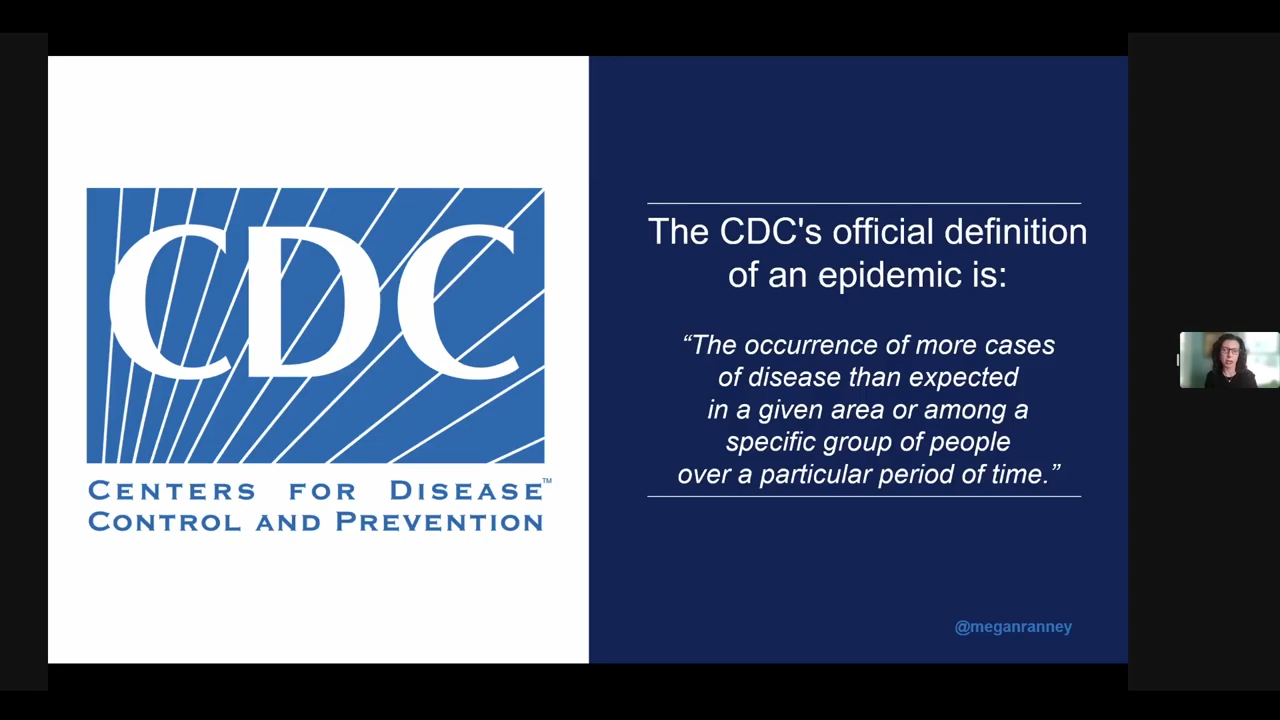 CDC
CENTERS FOR DISEASE™
CONTROL AND PREVENTION
The CDC's official definition
of an epidemic is:
“The occurrence of more cases
of disease than expected
in a given area or among a
specific group of people
over a particular period of time.”
@meganranney